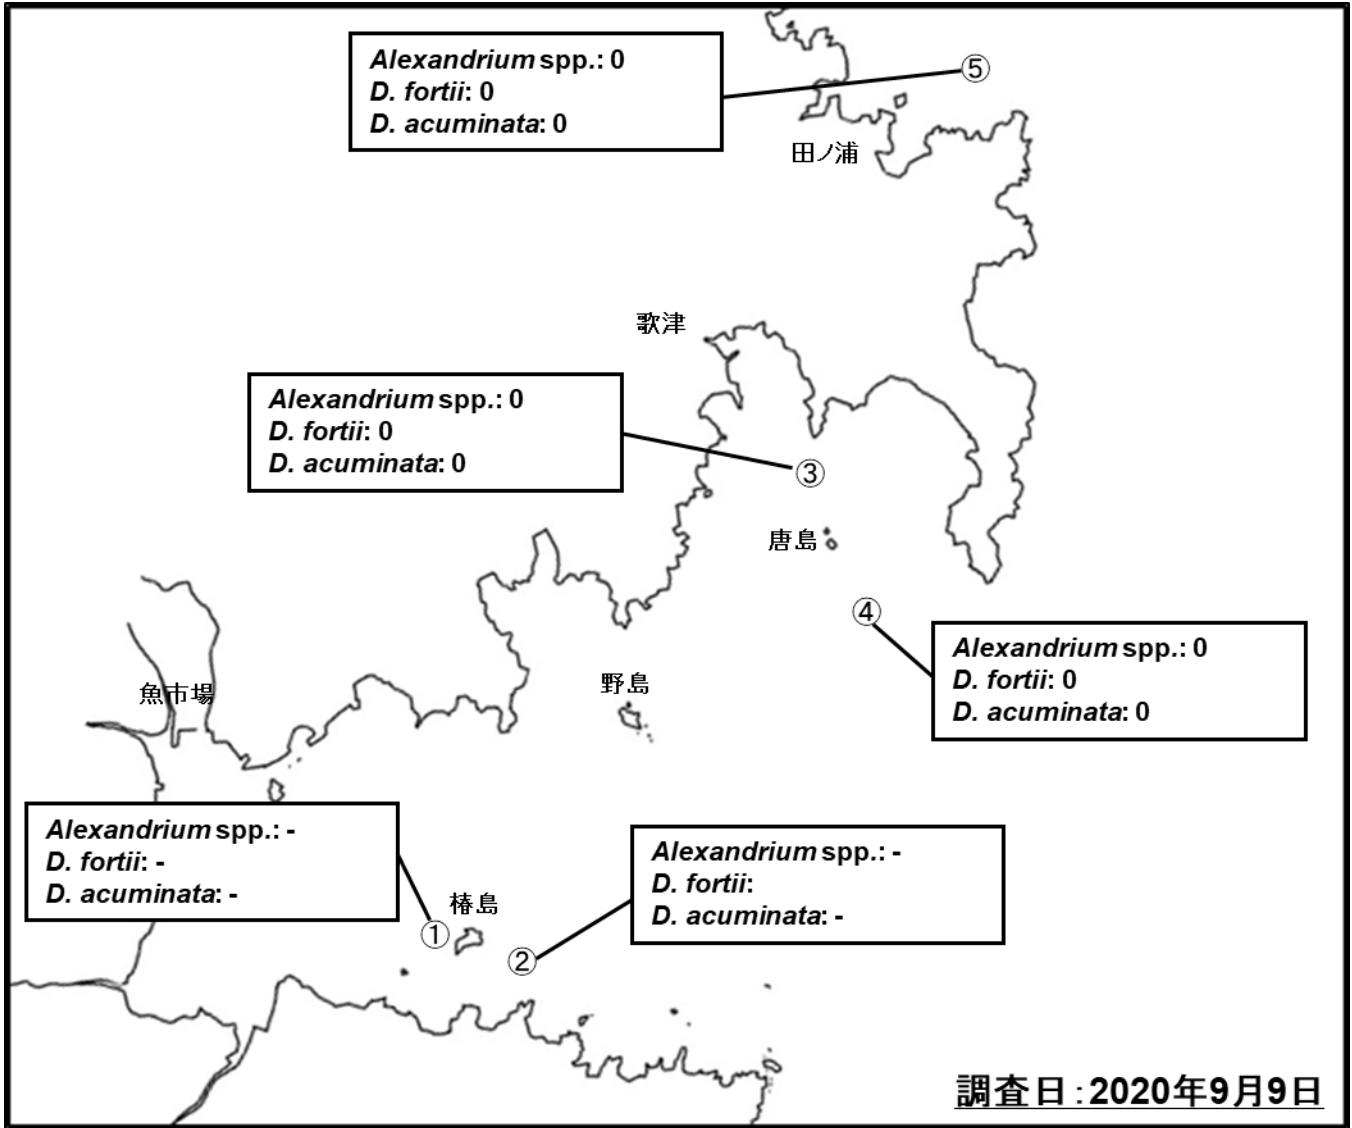 Alexandrium spp.: 0
D. fortii: 0
D. acuminata: 0
⑤
田ノ浦
歌津
Alexandrium spp.: 0
D. fortii: 0
D. acuminata: 0
③
唐島
④
Alexandrium spp.: 0
D. fortii: 0
D. acuminata: 0
野島
魚市場
Alexandrium spp.: -
D. fortii: -
D. acuminata: -
椿島
①
②
Alexandrium spp.: -
D. fortii:
D. acuminata: -
調査日：2020年9月9日